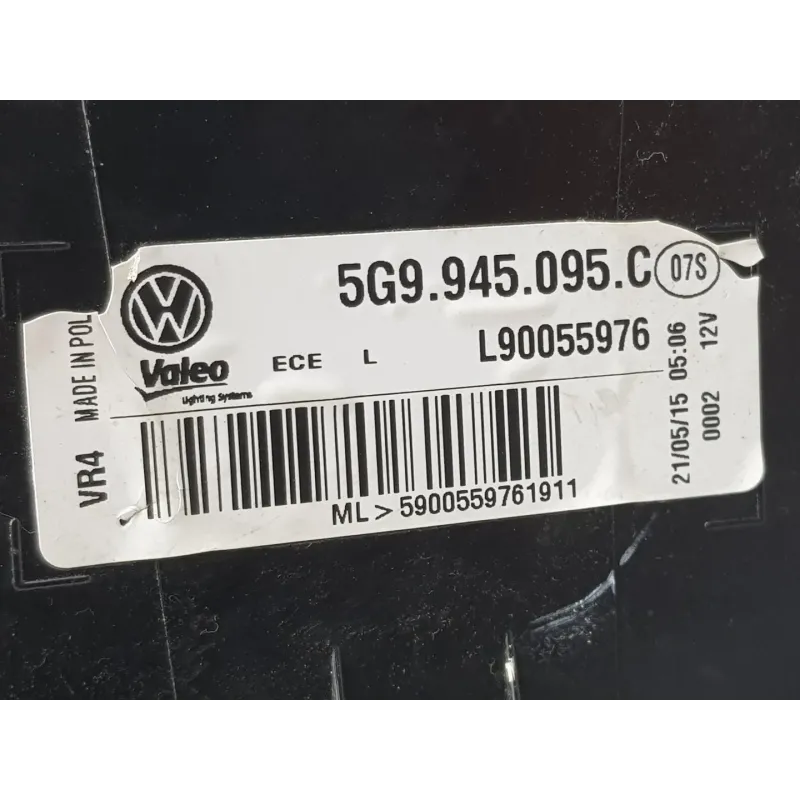 5G9.945.095.C 07S
VW
Valeo
Lighting Systems
ECE L L90055976
ML>5900559761911
VR4 MADE IN POL
21/05/15 05:06
0002 12V